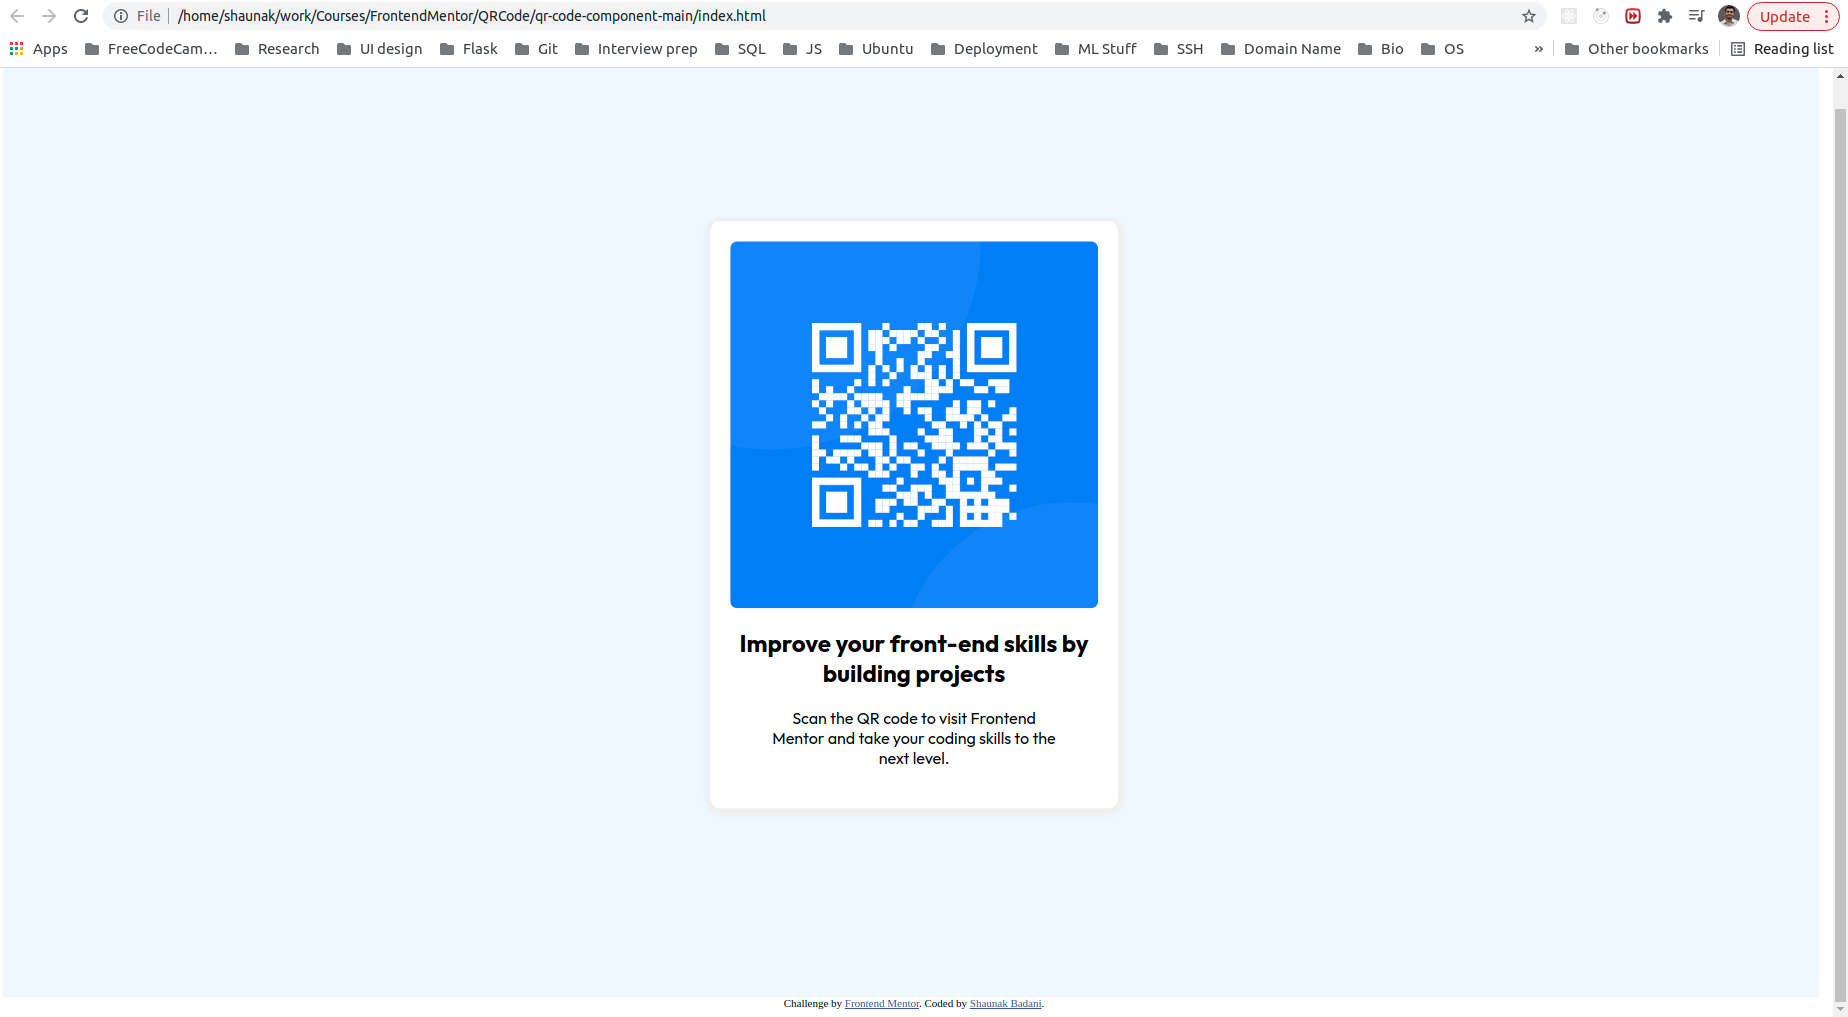 File /home/shaunak/work/Courses/FrontendMentor/QRCode/qr-code-component-main/index.html Update
Apps FreeCodeCam… Research UI design Flask Git Interview prep SQL JS Ubuntu Deployment ML Stuff SSH Domain Name Bio OS » Other bookmarks Reading list
Improve your front-end skills by
building projects
Scan the QR code to visit Frontend
Mentor and take your coding skills to the
next level.
Challenge by Frontend Mentor. Coded by Shaunak Badani.